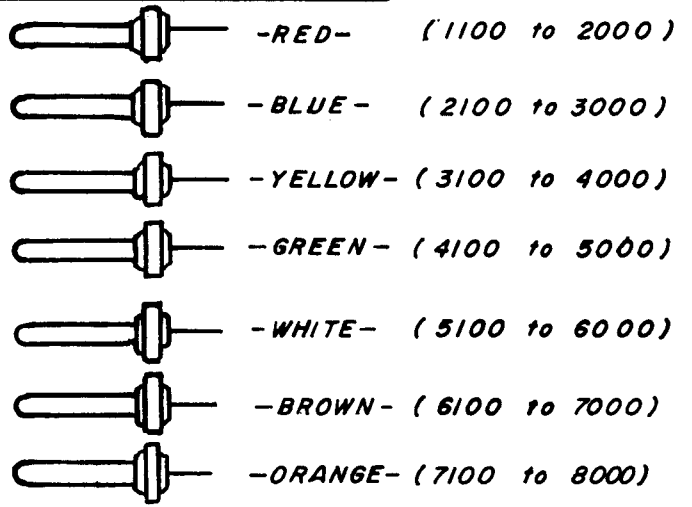 -RED- (1100 to 2000)
-BLUE- (2100 to 3000)
-YELLOW- (3100 to 4000)
-GREEN- (4100 to 5000)
-WHITE- (5100 to 6000)
-BROWN- (6100 to 7000)
-ORANGE- (7100 to 8000)